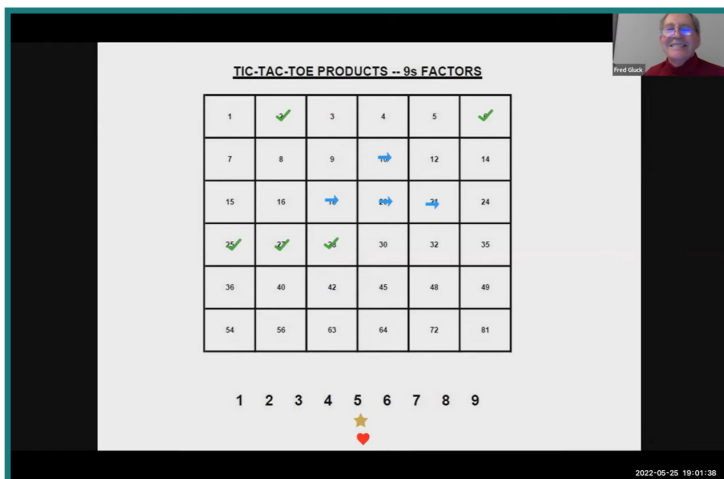 Fred Gluck
TIC-TAC-TOE PRODUCTS -- 9s FACTORS
1 3 4 5
7 8 9 12 14
15 16 24
25 27 30 32 35
36 40 42 45 48 49
54 56 63 64 72 81
1 2 3 4 5 6 7 8 9
2022-05-25 19:01:38